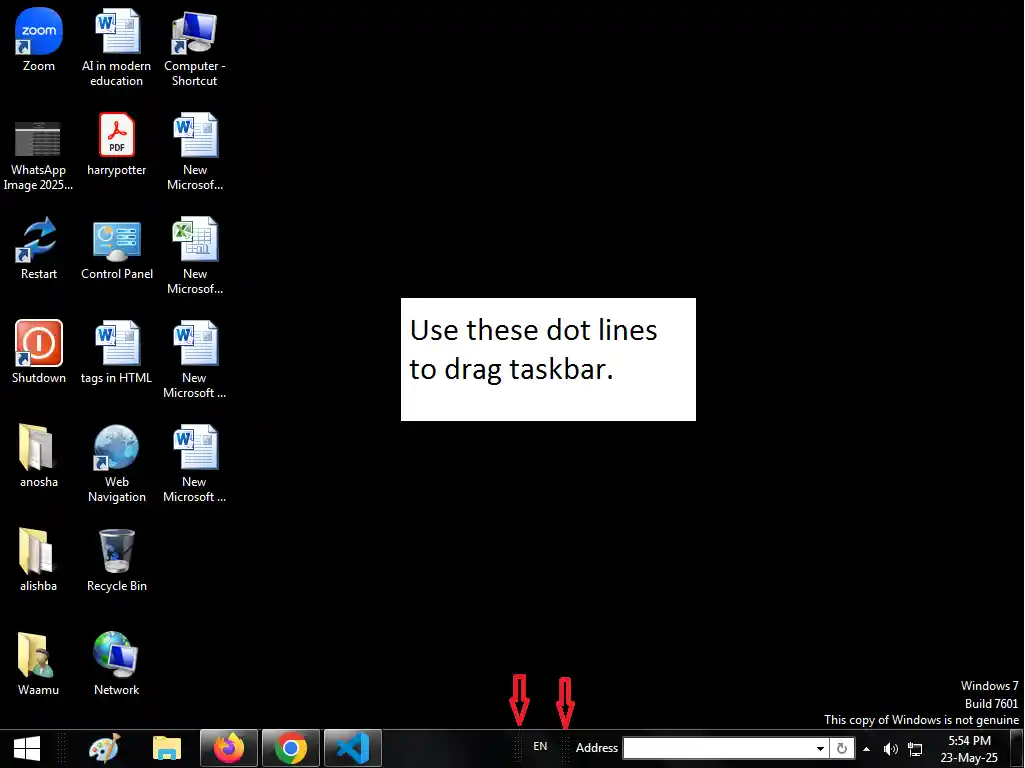 zoom
Zoom
AI in modern
education
Computer -
Shortcut
WhatsApp
Image 2025...
PDF
harrypotter
New
Microsof...
Restart
Control Panel
New
Microsof...
Shutdown
tags in HTML
New
Microsoft ...
anosha
Web
Navigation
New
Microsoft ...
alishba
Recycle Bin
Waamu
Network
Use these dot lines
to drag taskbar.
Windows 7
Build 7601
This copy of Windows is not genuine
EN
Address
5:54 PM
23-May-25